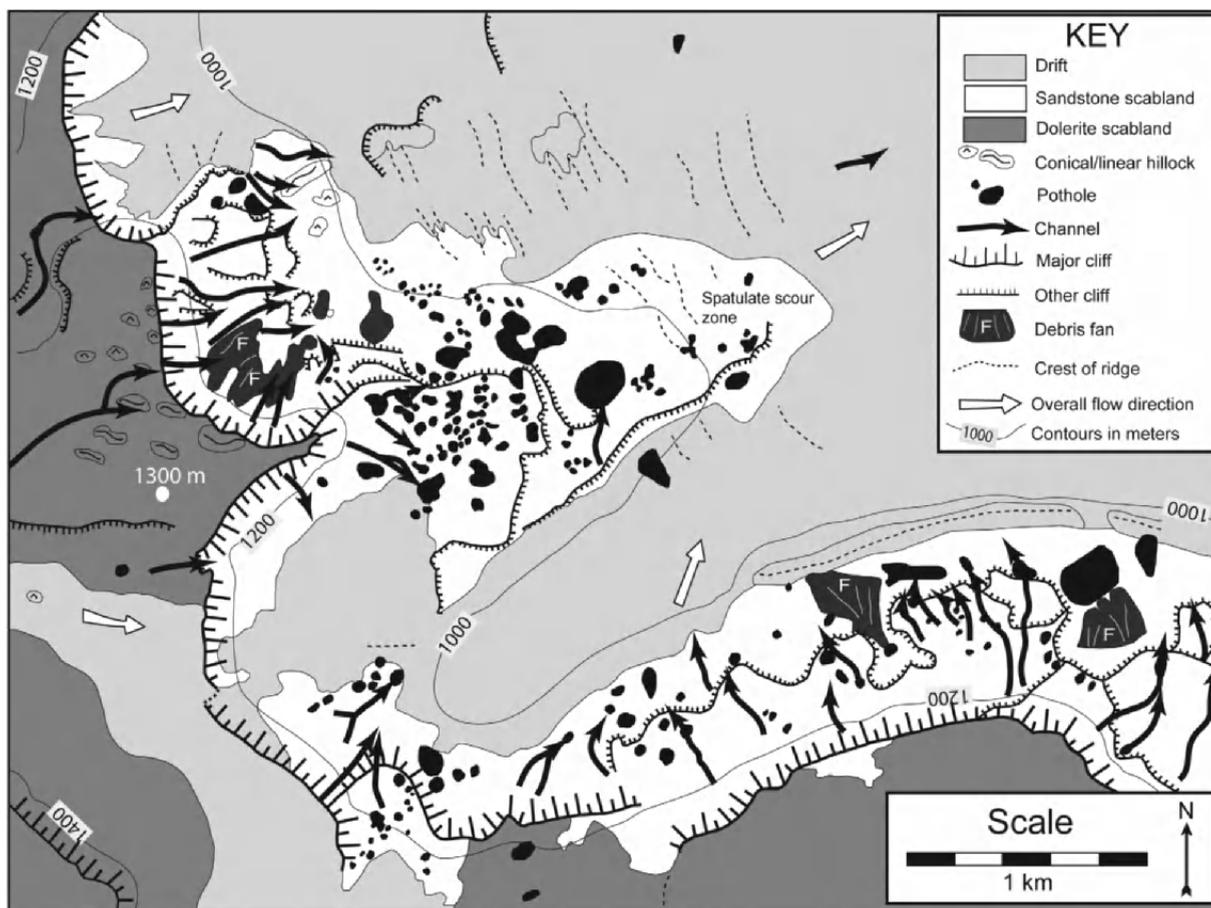 KEY
Drift
Sandstone scabland
Dolerite scabland
Conical/linear hillock
Pothole
Channel
Major cliff
Other cliff
F
Debris fan
Crest of ridge
Overall flow direction
1000
Contours in meters
1200
1000
Spatulate scour
zone
F
F
1300 m
1200
1000
1000
F
F
1200
1400
Scale
1 km
N